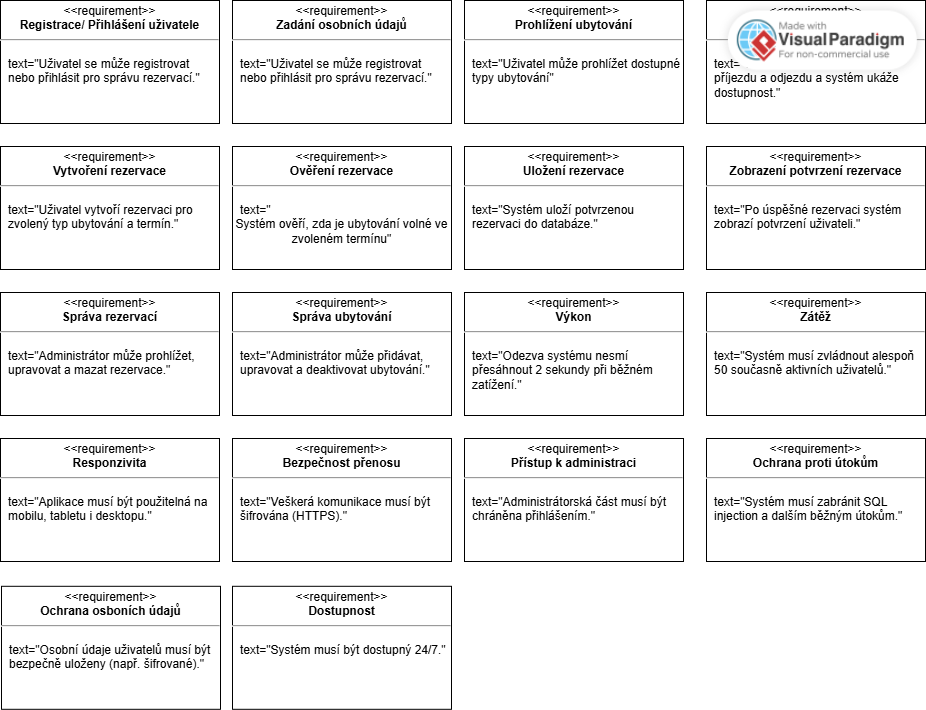 <<requirement>>
Registrace/ Přihlášení uživatele
text="Uživatel se může registrovat
nebo přihlásit pro správu rezervací."
<<requirement>>
Zadání osobních údajů
text="Uživatel se může registrovat
nebo přihlásit pro správu rezervací."
<<requirement>>
Prohlížení ubytování
text="Uživatel může prohlížet dostupné
typy ubytování"
<<requirement>>
Made with
Visual Paradigm
For non-commercial use
text=
příjezdu a odjezdu a systém ukáže
dostupnost."
<<requirement>>
Vytvoření rezervace
text="Uživatel vytvoří rezervaci pro
zvolený typ ubytování a termín."
<<requirement>>
Ověření rezervace
text="
Systém ověří, zda je ubytování volné ve
zvoleném termínu"
<<requirement>>
Uložení rezervace
text="Systém uloží potvrzenou
rezervaci do databáze."
<<requirement>>
Zobrazení potvrzení rezervace
text="Po úspěšné rezervaci systém
zobrazí potvrzení uživateli."
<<requirement>>
Správa rezervací
text="Administrátor může prohlížet,
upravovat a mazat rezervace."
<<requirement>>
Správa ubytování
text="Administrátor může přidávat,
upravovat a deaktivovat ubytování."
<<requirement>>
Výkon
text="Odezva systému nesmí
přesáhnout 2 sekundy při běžném
zatížení."
<<requirement>>
Zátěž
text="Systém musí zvládnout alespoň
50 současně aktivních uživatelů."
<<requirement>>
Responzivita
text="Aplikace musí být použitelná na
mobilu, tabletu i desktopu."
<<requirement>>
Bezpečnost přenosu
text="Veškerá komunikace musí být
šifrována (HTTPS)."
<<requirement>>
Přístup k administraci
text="Administrátorská část musí být
chráněna přihlášením."
<<requirement>>
Ochrana proti útokům
text="Systém musí zabránit SQL
injection a dalším běžným útokům."
<<requirement>>
Ochrana osboních údajů
text="Osobní údaje uživatelů musí být
bezpečně uloženy (např. šifrované)."
<<requirement>>
Dostupnost
text="Systém musí být dostupný 24/7."